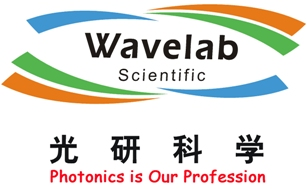 Wavelab
Scientific
光研科学
Photonics is Our Profession